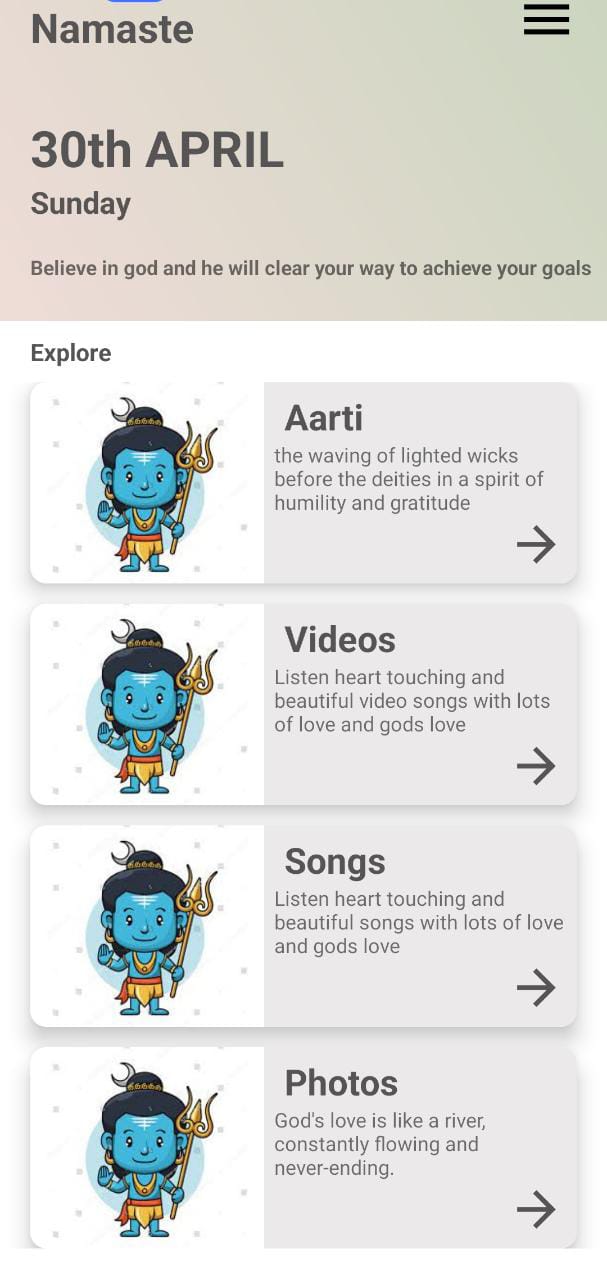 Namaste
30th APRIL
Sunday
Believe in god and he will clear your way to achieve your goals
Explore
Aarti
the waving of lighted wicks
before the deities in a spirit of
humility and gratitude
Videos
Listen heart touching and
beautiful video songs with lots
of love and gods love
Songs
Listen heart touching and
beautiful songs with lots of love
and gods love
Photos
God's love is like a river,
constantly flowing and
never-ending.